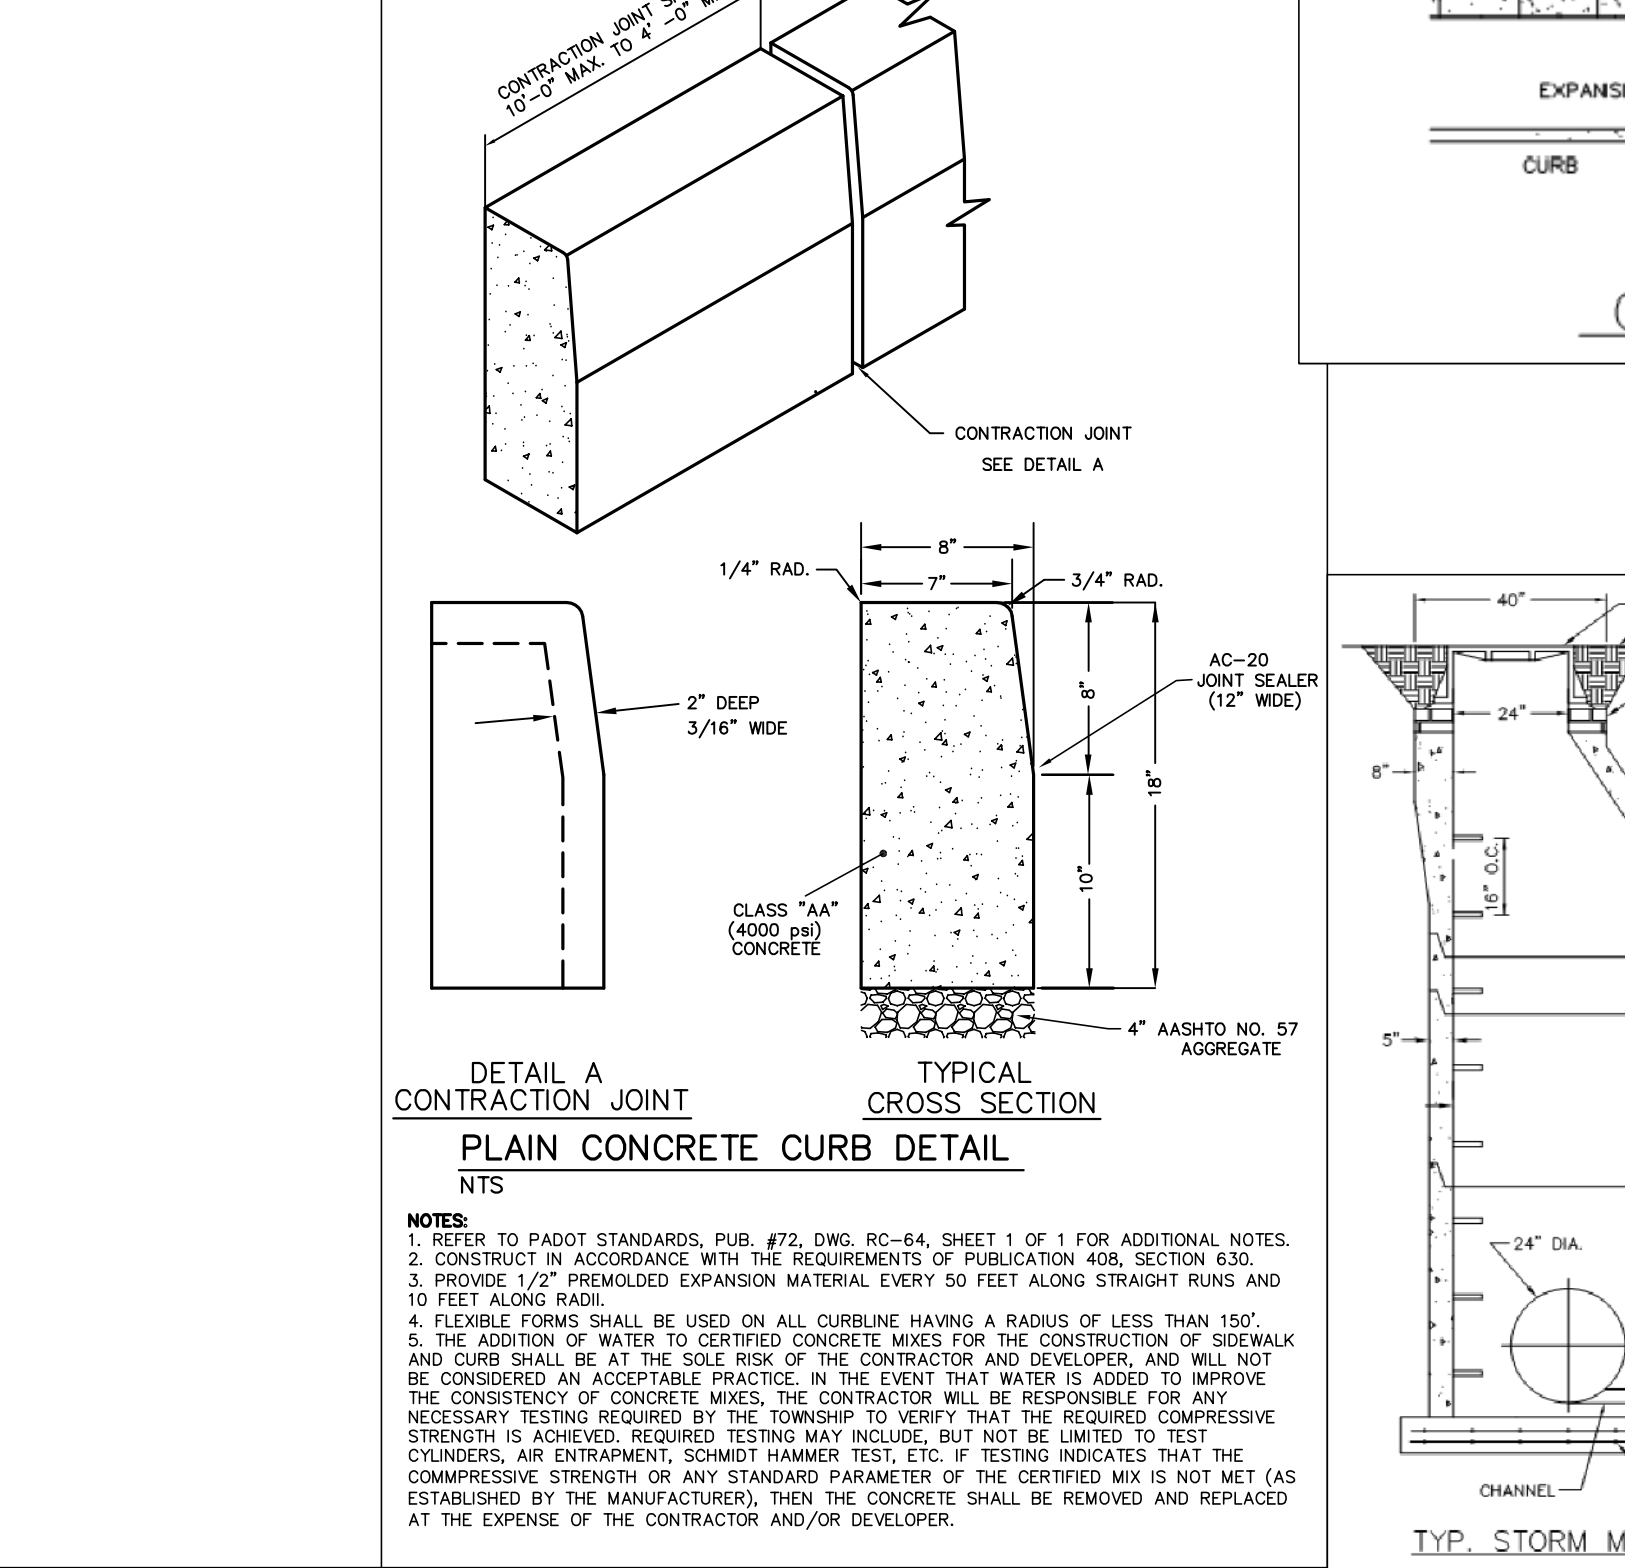 CONTRACTION JOINT
10'-0" MAX. TO 4' -0"
CONTRACTION JOINT
SEE DETAIL A
8"
1/4" RAD.
7"
3/4" RAD.
AC-20
JOINT SEALER
(12" WIDE)
2" DEEP
3/16" WIDE
8"
18"
10"
CLASS "AA"
(4000 psi)
CONCRETE
4" AASHTO NO. 57
AGGREGATE
DETAIL A
CONTRACTION JOINT
TYPICAL
CROSS SECTION
PLAIN CONCRETE CURB DETAIL
NTS
NOTES:
1. REFER TO PADOT STANDARDS, PUB. #72, DWG. RC-64, SHEET 1 OF 1 FOR ADDITIONAL NOTES.
2. CONSTRUCT IN ACCORDANCE WITH THE REQUIREMENTS OF PUBLICATION 408, SECTION 630.
3. PROVIDE 1/2" PREMOLDED EXPANSION MATERIAL EVERY 50 FEET ALONG STRAIGHT RUNS AND
10 FEET ALONG RADII.
4. FLEXIBLE FORMS SHALL BE USED ON ALL CURBLINE HAVING A RADIUS OF LESS THAN 150'.
5. THE ADDITION OF WATER TO CERTIFIED CONCRETE MIXES FOR THE CONSTRUCTION OF SIDEWALK
AND CURB SHALL BE AT THE SOLE RISK OF THE CONTRACTOR AND DEVELOPER, AND WILL NOT
BE CONSIDERED AN ACCEPTABLE PRACTICE. IN THE EVENT THAT WATER IS ADDED TO IMPROVE
THE CONSISTENCY OF CONCRETE MIXES, THE CONTRACTOR WILL BE RESPONSIBLE FOR ANY
NECESSARY TESTING REQUIRED BY THE TOWNSHIP TO VERIFY THAT THE REQUIRED COMPRESSIVE
STRENGTH IS ACHIEVED. REQUIRED TESTING MAY INCLUDE, BUT NOT BE LIMITED TO TEST
CYLINDERS, AIR ENTRAPMENT, SCHMIDT HAMMER TEST, ETC. IF TESTING INDICATES THAT THE
COMMPRESSIVE STRENGTH OR ANY STANDARD PARAMETER OF THE CERTIFIED MIX IS NOT MET (AS
ESTABLISHED BY THE MANUFACTURER), THEN THE CONCRETE SHALL BE REMOVED AND REPLACED
AT THE EXPENSE OF THE CONTRACTOR AND/OR DEVELOPER.
EXPANSI
CURB
40"
24"
8"
16" O.C.
5"
24" DIA.
CHANNEL
TYP. STORM M